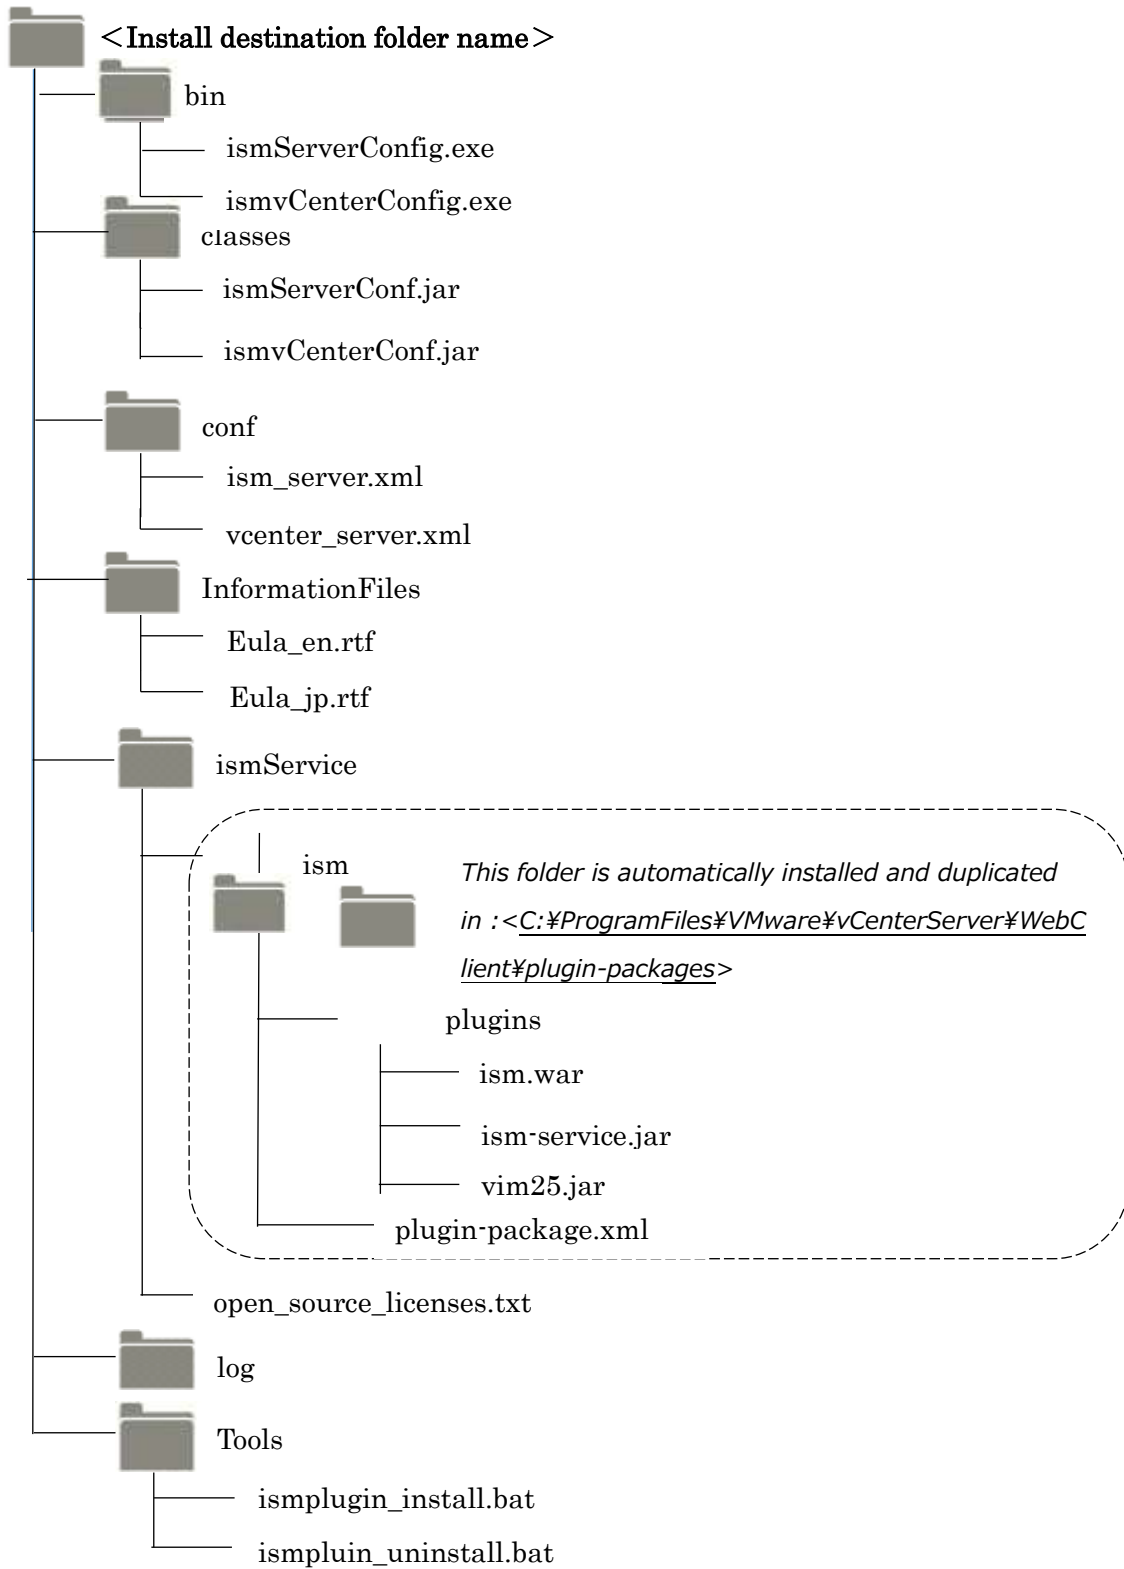 ＜Install destination folder name＞
bin
ismServerConfig.exe
ismvCenterConfig.exe
classes
ismServerConf.jar
ismvCenterConf.jar
conf
ism_server.xml
vcenter_server.xml
InformationFiles
Eula_en.rtf
Eula_jp.rtf
ismService
ism
This folder is automatically installed and duplicated
in :<C:¥ProgramFiles¥VMware¥vCenterServer¥WebC
lient¥plugin-packages>
plugins
ism.war
ism-service.jar
vim25.jar
plugin-package.xml
open_source_licenses.txt
log
Tools
ismplugin_install.bat
ismpluin_uninstall.bat